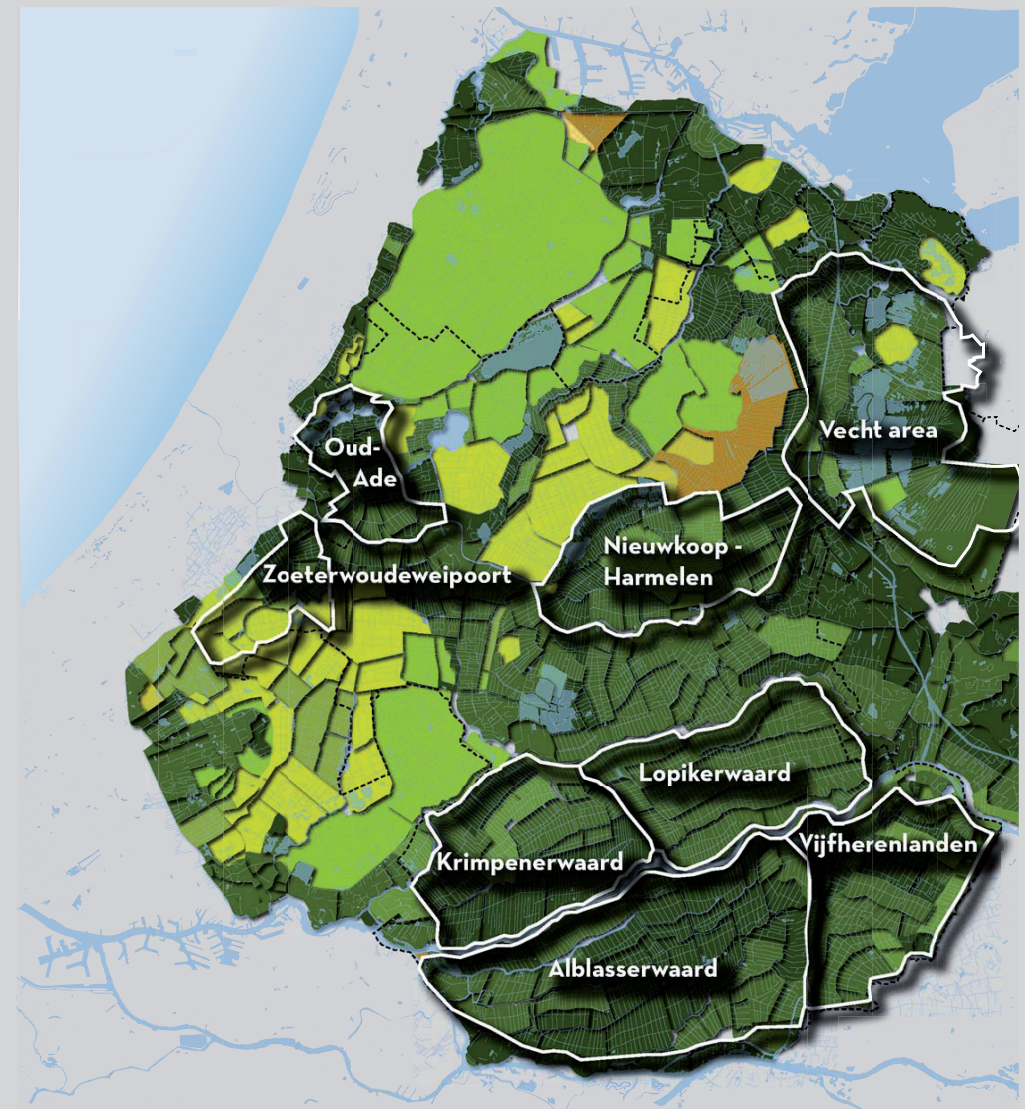 Vecht area
Oud-
Ade
Nieuwkoop -
Harmelen
Zoeterwoudeweipoort
Lopikerwaard
Vijfherenlanden
Krimpenerwaard
Alblasserwaard